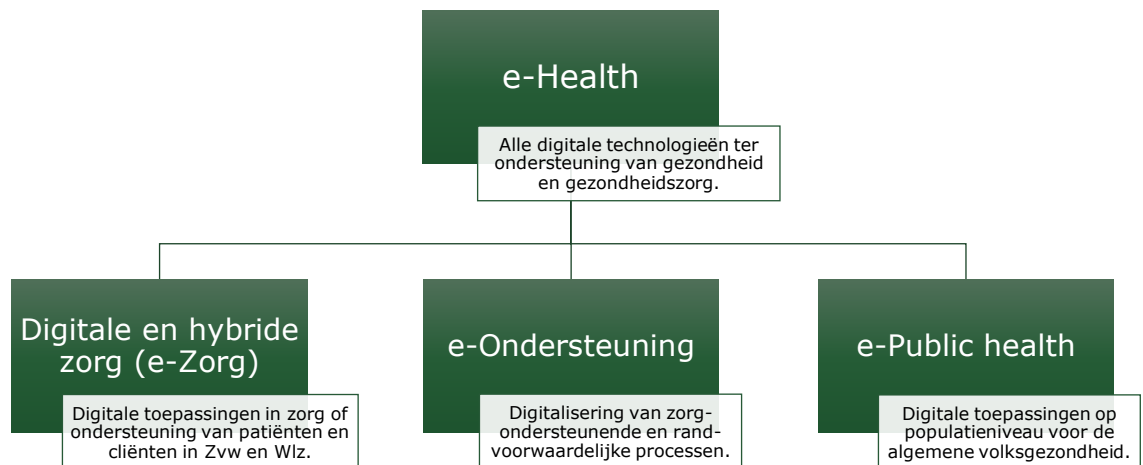 e-Health
Alle digitale technologieën ter
ondersteuning van gezondheid
en gezondheidszorg.
Digitale en hybride
zorg (e-Zorg)
Digitale toepassingen in zorg of
ondersteuning van patiënten en
cliënten in Zvw en Wlz.
e-Ondersteuning
Digitalisering van zorg-
ondersteunende en rand-
voorwaardelijke processen.
e-Public health
Digitale toepassingen op
populatieniveau voor de
algemene volksgezondheid.